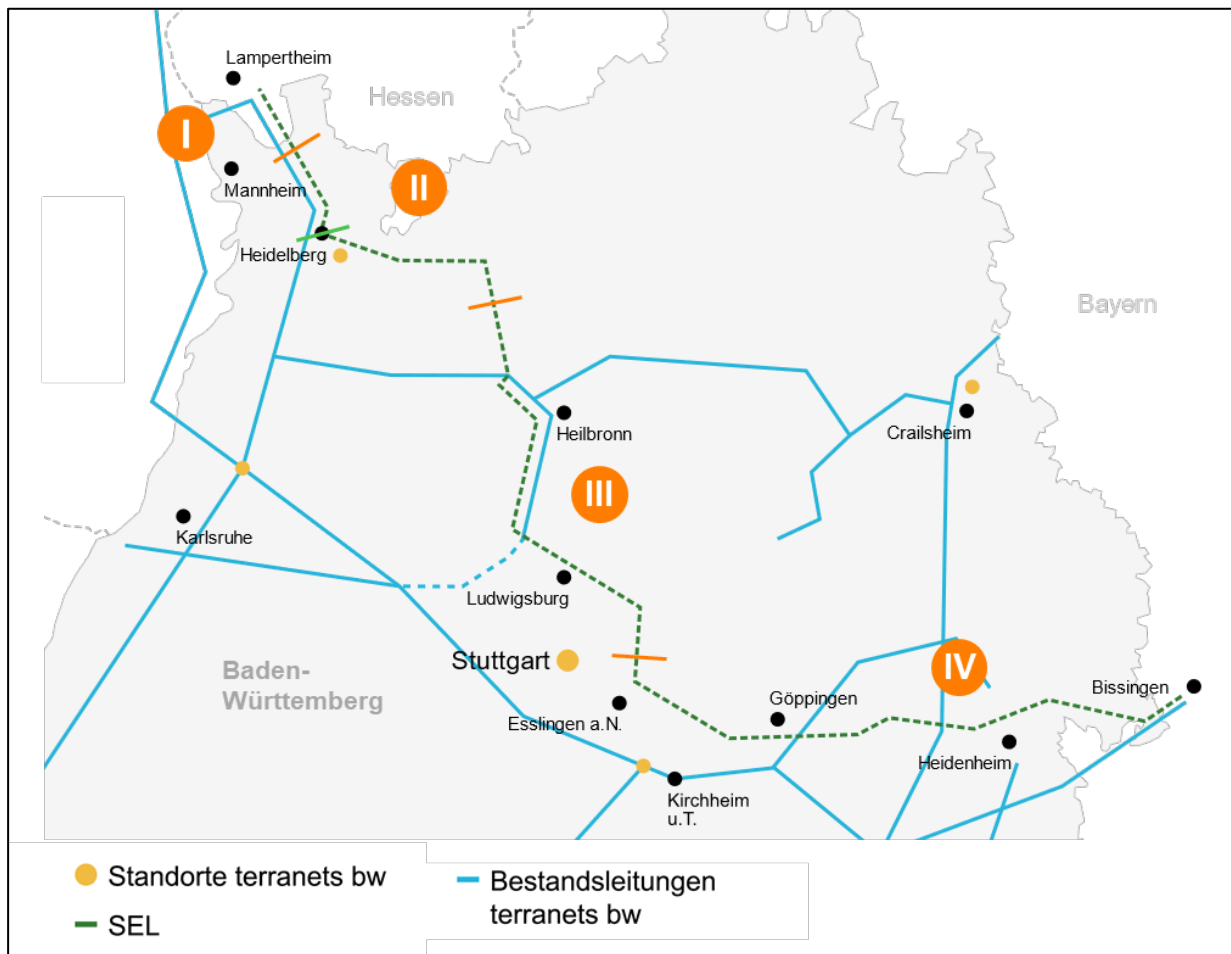 Lampertheim
Hessen
I
Mannheim
II
Heidelberg
Bayern
Heilbronn
Crailsheim
III
Karlsruhe
Ludwigsburg
Stuttgart
Baden-
Württemberg
IV
Bissingen
Göppingen
Esslingen a.N.
Heidenheim
Kirchheim
u.T.
Standorte terranets bw
SEL
Bestandsleitungen
terranets bw